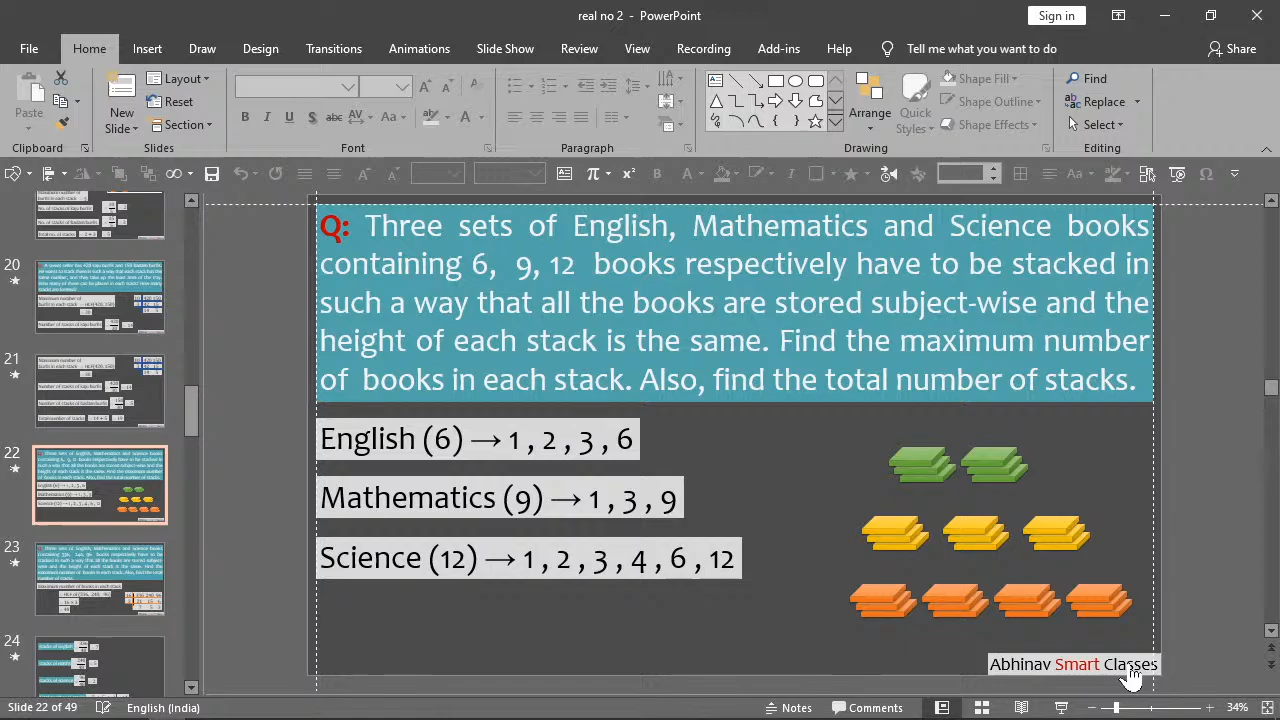 real no 2 - PowerPoint
Sign in
File Home Insert Draw Design Transitions Animations Slide Show Review View Recording Add-ins Help Tell me what you want to do Share
Paste
New
Slide
Layout
Reset
Section
Arrange
Quick
Styles
Shape Fill
Shape Outline
Shape Effects
Find
Replace
Select
Clipboard Slides Font Paragraph Drawing Editing
Q: Three sets of English, Mathematics and Science books
containing 6, 9, 12 books respectively have to be stacked in
such a way that all the books are stored subject-wise and the
height of each stack is the same. Find the maximum number
of books in each stack. Also, find the total number of stacks.
English (6) → 1 , 2 , 3 , 6
Mathematics (9) → 1 , 3 , 9
Science (12) → 1 , 2 , 3 , 4 , 6 , 12
Abhinav Smart Classes
20
21
22
23
24
Slide 22 of 49 English (India) Notes Comments 34%